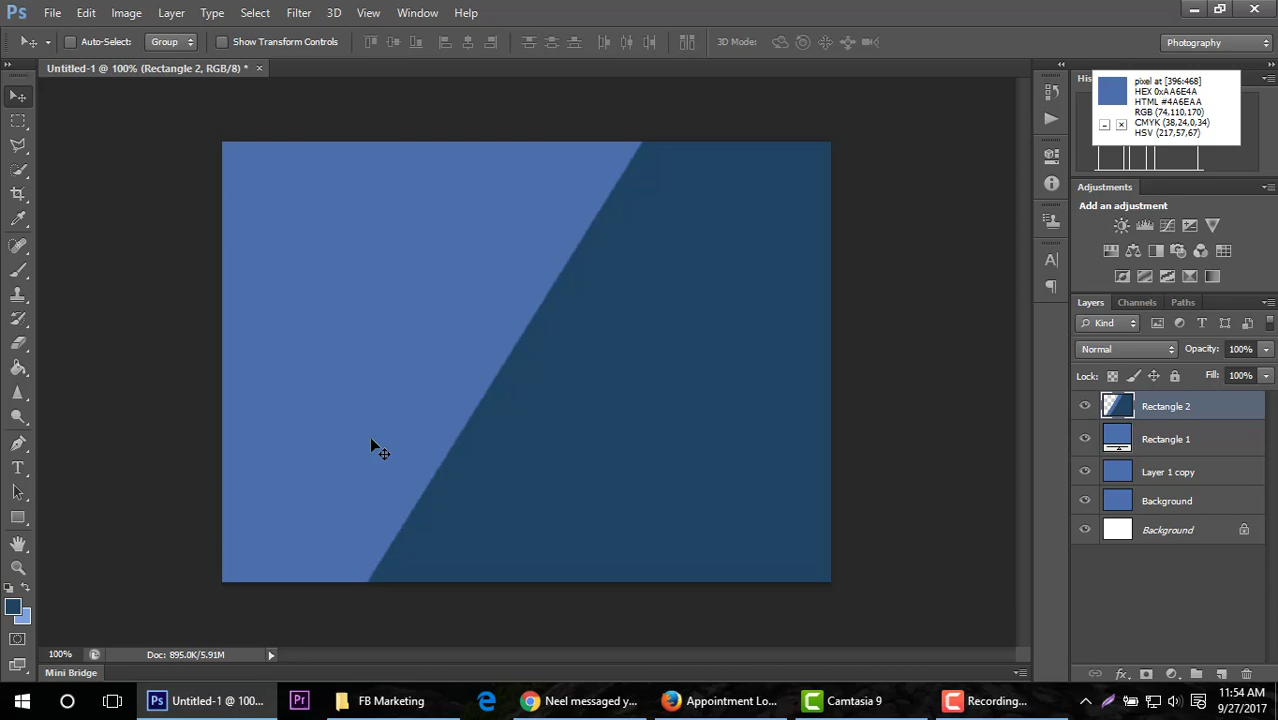 Ps File Edit Image Layer Type Select Filter 3D View Window Help
Auto-Select: Group Show Transform Controls 3D Mode: Photography
Untitled-1 @ 100% (Rectangle 2, RGB/8) * ×
His
pixel at [396:468]
HEX 0xAA6E4A
HTML #4A6EAA
RGB (74,110,170)
CMYK (38,24,0,34)
HSV (217,57,67)
Adjustments
Add an adjustment
Layers Channels Paths
Kind
Normal Opacity: 100%
Lock: Fill: 100%
Rectangle 2
Rectangle 1
Layer 1 copy
Background
Background
100% Doc: 895.0K/5.91M
Mini Bridge
Ps Untitled-1 @ 100... Pr FB Marketing Neel messaged y... Appointment Lo... Camtasia 9 Recording...
11:54 AM
9/27/2017